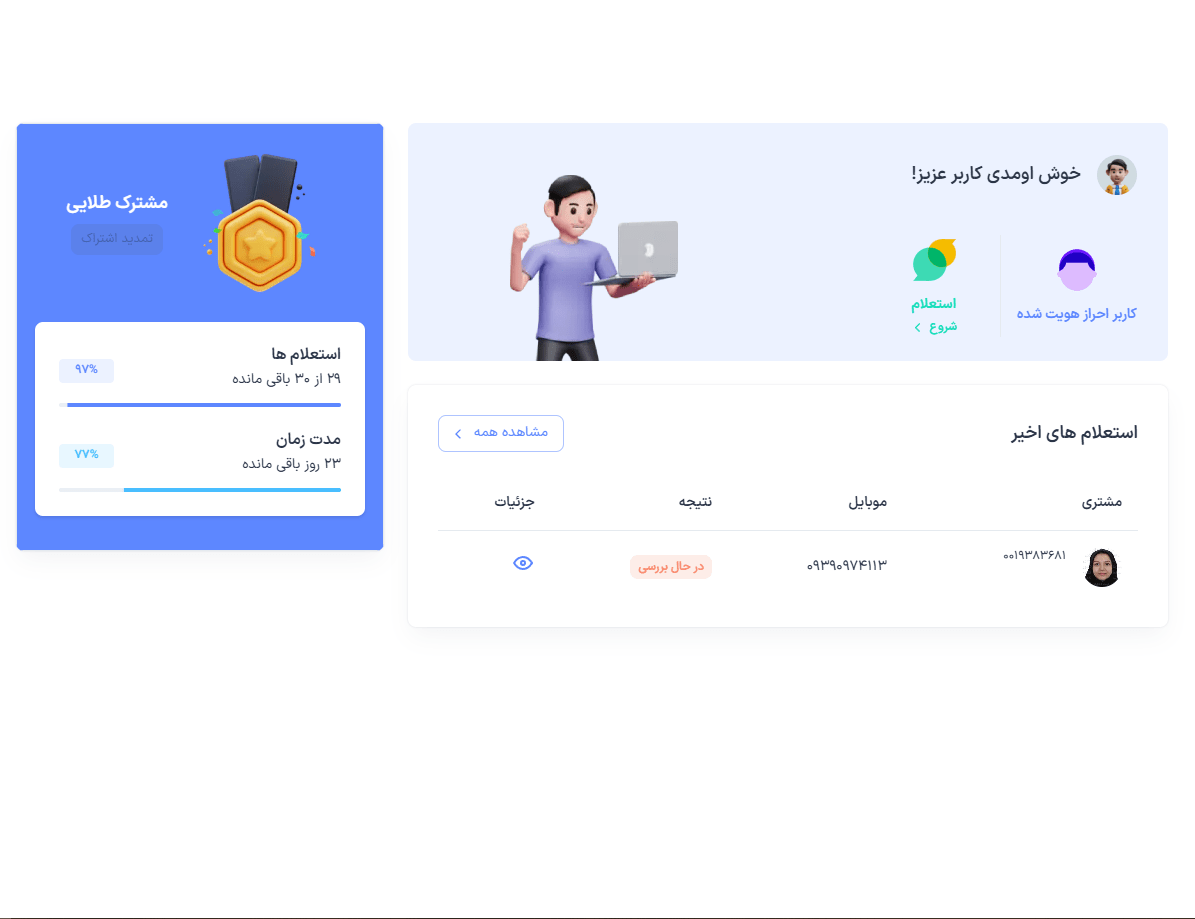 خوش اومدی کاربر عزیز!
کاربر احراز هویت شده
استعلام
شروع
استعلام های اخیر
مشاهده همه
مشتری
موبایل
نتیجه
جزئیات
۰۰۱۹۳۸۳۶۸۱
۰۹۳۹۰۹۷۴۱۱۳
در حال بررسی
مشترک طلایی
تمدید اشتراک
استعلام ها
۲۹ از ۳۰ باقی مانده
۹۷%
مدت زمان
۲۳ روز باقی مانده
۷۷%